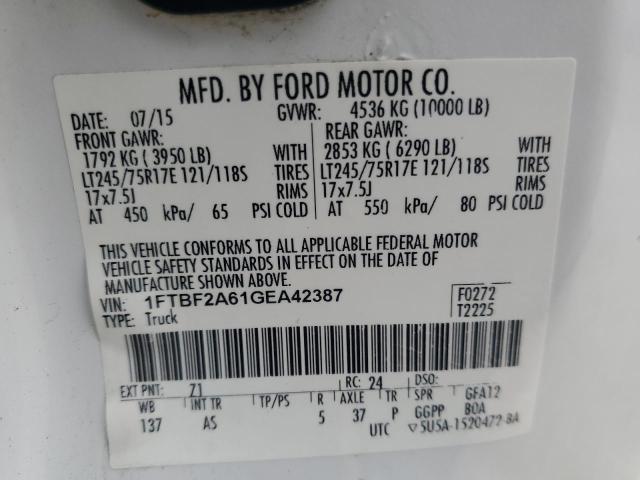 MFD. BY FORD MOTOR CO.
DATE: 07/15 GVWR: 4536 KG (10000 LB)
FRONT GAWR: REAR GAWR:
1792 KG ( 3950 LB) WITH 2853 KG ( 6290 LB) WITH
LT245/75R17E 121/118S TIRES LT245/75R17E 121/118S TIRES
17x7.5J RIMS 17x7.5J RIMS
AT 450 kPa/ 65 PSI COLD AT 550 kPa/ 80 PSI COLD
THIS VEHICLE CONFORMS TO ALL APPLICABLE FEDERAL MOTOR
VEHICLE SAFETY STANDARDS IN EFFECT ON THE DATE OF
MANUFACTURE SHOWN ABOVE.
VIN: 1FTBF2A61GEA42387 F0272
TYPE: Truck T2225
EXT PNT: Z1 RC: 24 DSO:
WB INT TR TP/PS R AXLE TR SPR GFA12
137 AS 5 37 P GGPP BOA
UTC 5U5A-1520472-BA